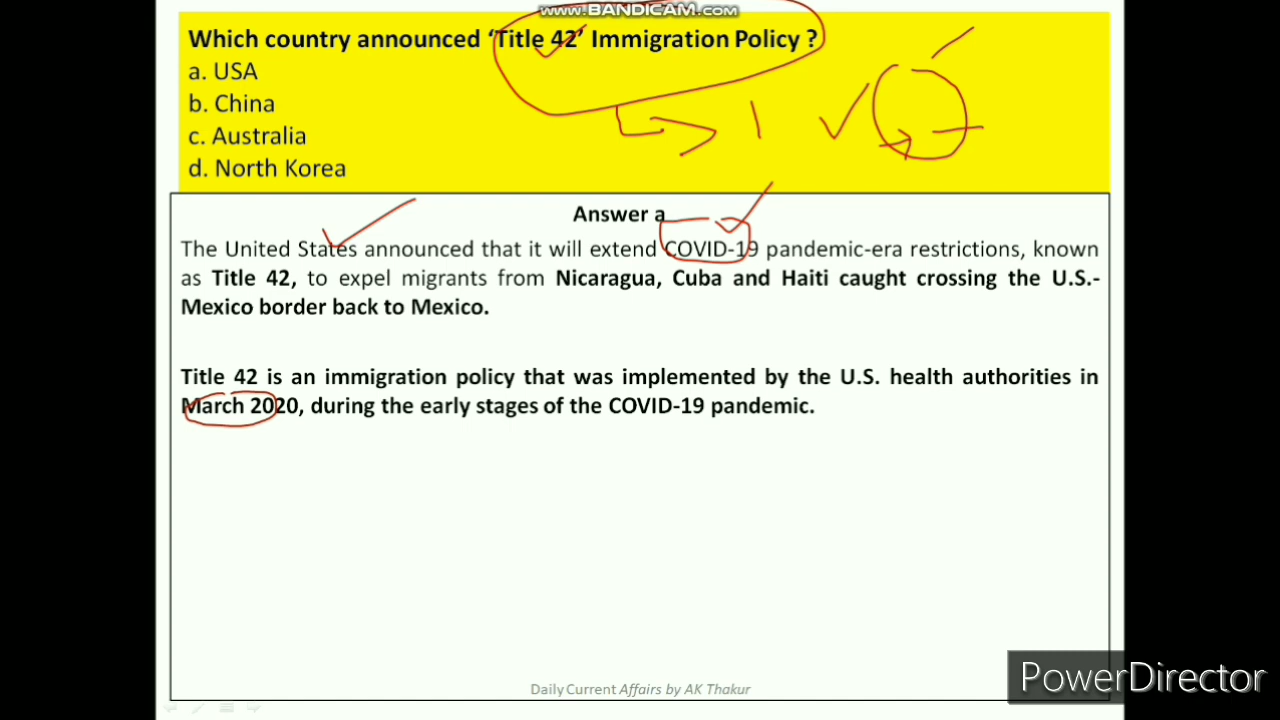 www.BANDICAM.com
Which country announced ‘Title 42’ Immigration Policy ?
a. USA
b. China
c. Australia
d. North Korea
Answer a
The United States announced that it will extend COVID-19 pandemic-era restrictions, known
as Title 42, to expel migrants from Nicaragua, Cuba and Haiti caught crossing the U.S.-
Mexico border back to Mexico.
Title 42 is an immigration policy that was implemented by the U.S. health authorities in
March 2020, during the early stages of the COVID-19 pandemic.
Daily Current Affairs by AK Thakur
PowerDirector